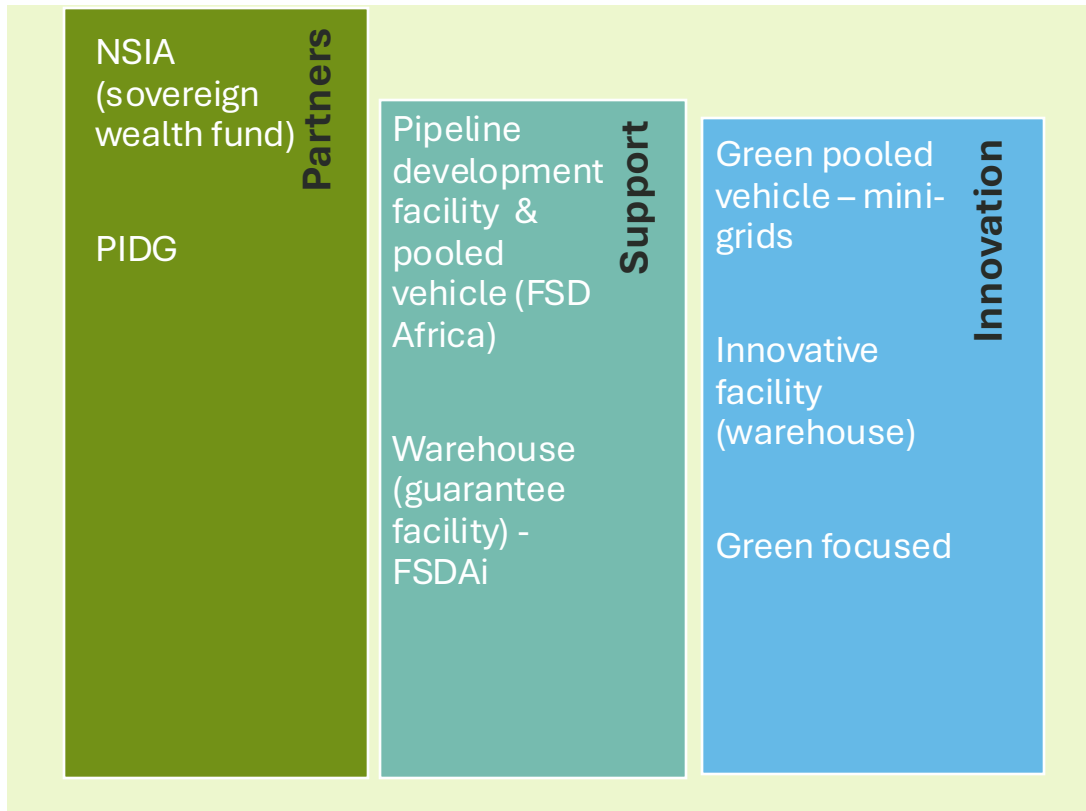 Partners
NSIA
(sovereign
wealth fund)
PIDG
Support
Pipeline
development
facility &
pooled
vehicle (FSD
Africa)
Warehouse
(guarantee
facility) -
FSDAi
Innovation
Green pooled
vehicle – mini-
grids
Innovative
facility
(warehouse)
Green focused